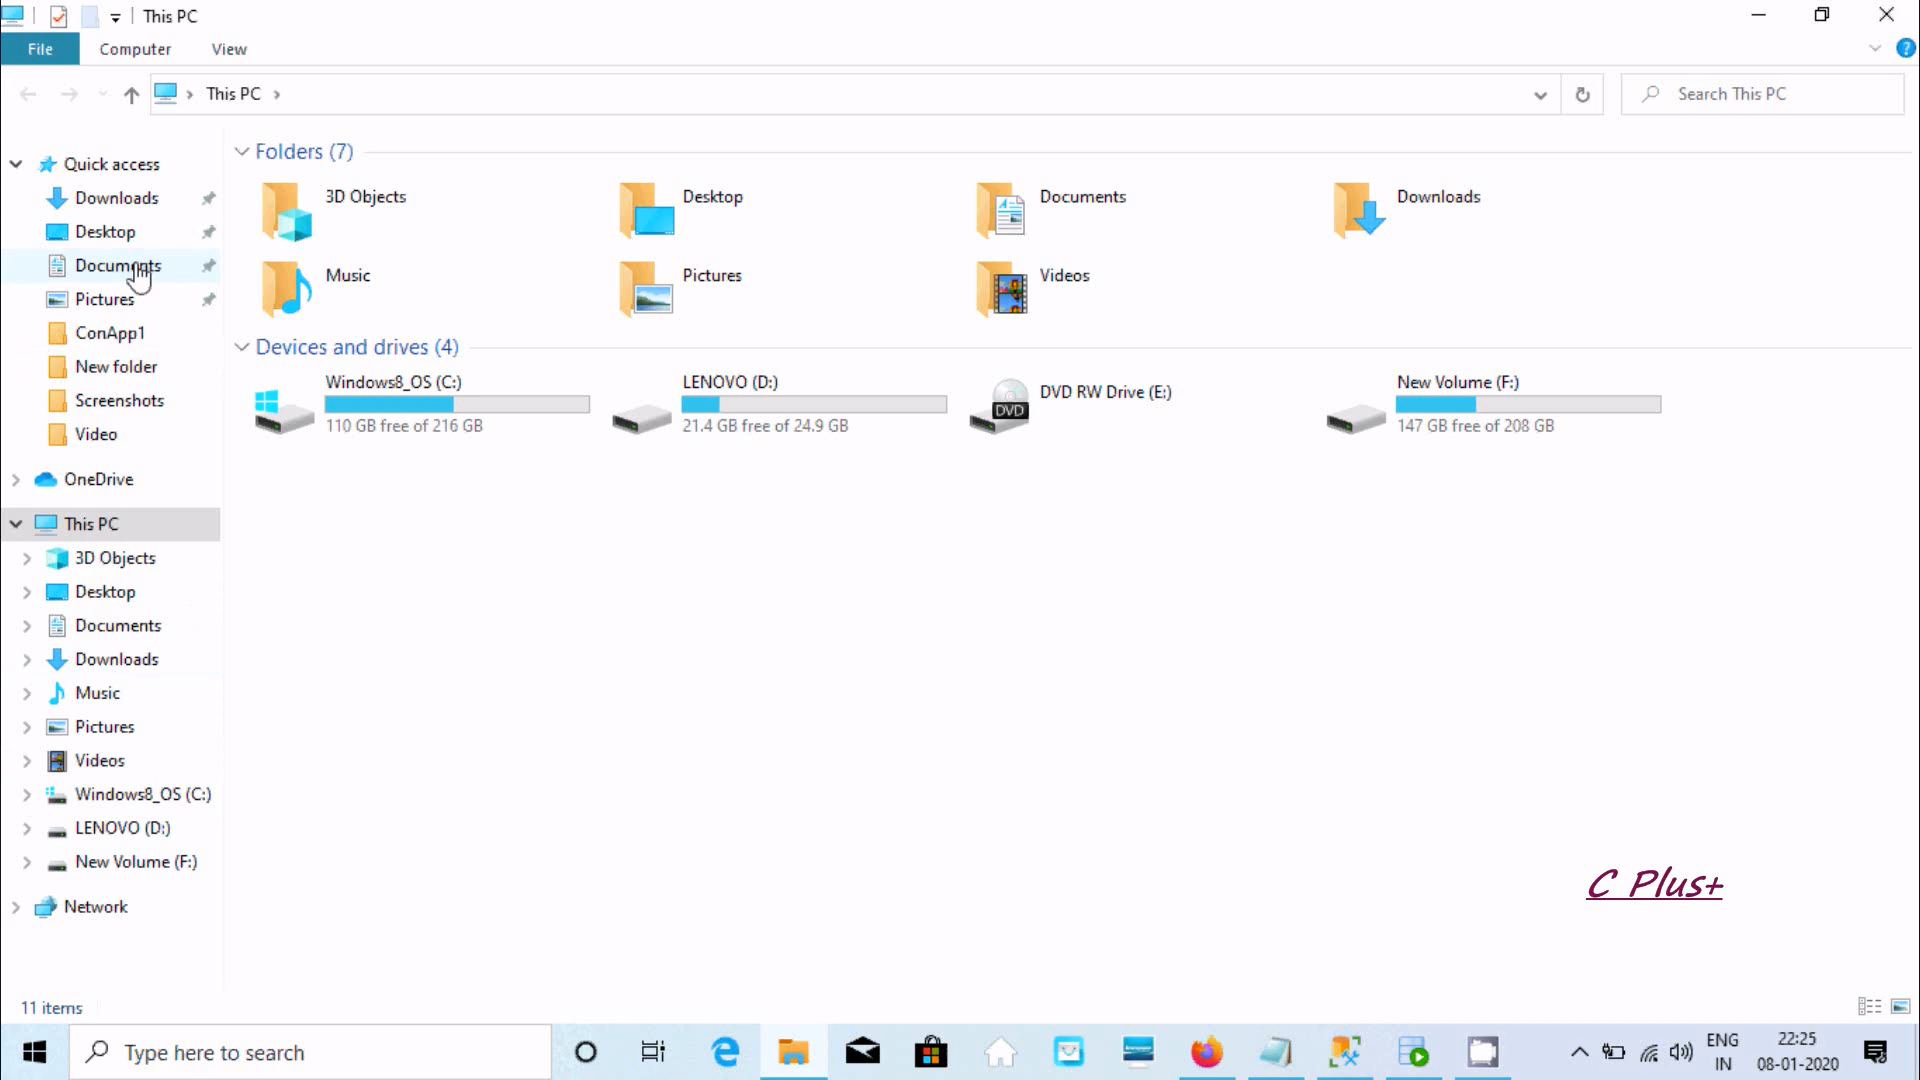 This PC
File Computer View
This PC
Search This PC
Quick access
Downloads
Desktop
Documents
Pictures
ConApp1
New folder
Screenshots
Video
OneDrive
This PC
3D Objects
Desktop
Documents
Downloads
Music
Pictures
Videos
Windows8_OS (C:)
LENOVO (D:)
New Volume (F:)
Network
Folders (7)
3D Objects
Desktop
Documents
Downloads
Music
Pictures
Videos
Devices and drives (4)
Windows8_OS (C:)
110 GB free of 216 GB
LENOVO (D:)
21.4 GB free of 24.9 GB
DVD
DVD RW Drive (E:)
New Volume (F:)
147 GB free of 208 GB
C Plus+
11 items
Type here to search
ENG
IN
22:25
08-01-2020